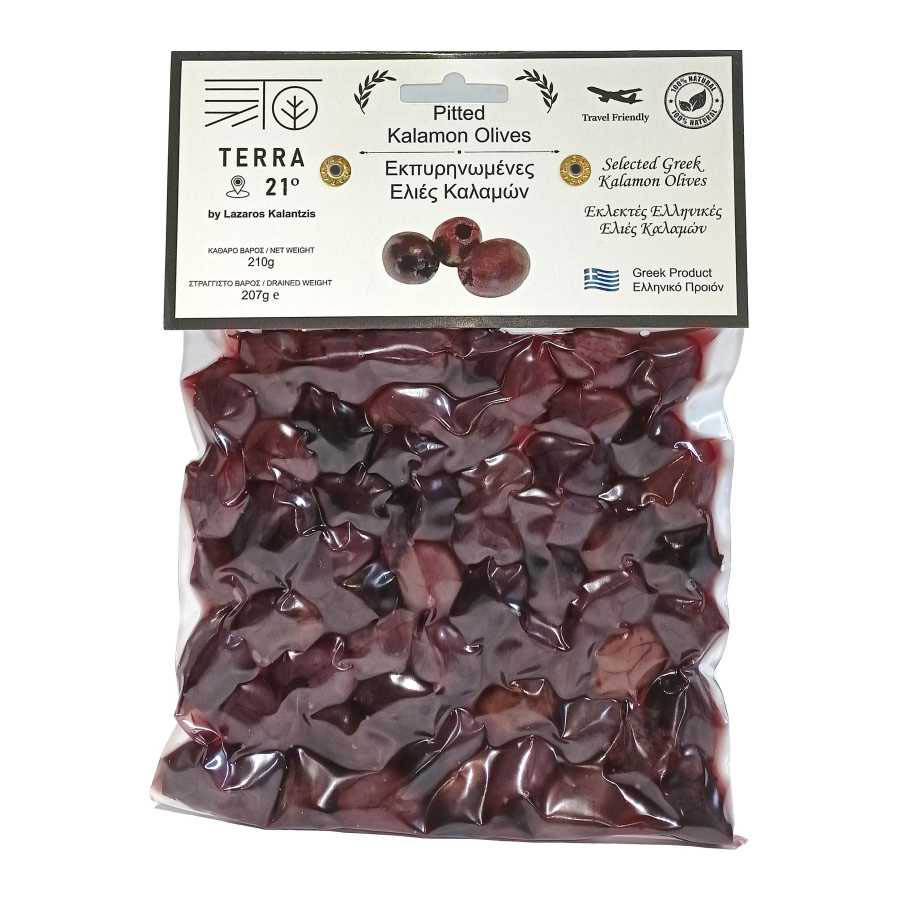 TERRA
21°
by Lazaros Kalantzis
ΚΑΘΑΡΟ ΒΑΡΟΣ / NET WEIGHT
210g
ΣΤΡΑΓΓΙΣΤΟ ΒΑΡΟΣ / DRAINED WEIGHT
207g e
Pitted
Kalamon Olives
Εκπυρηνωμένες
Ελιές Καλαμών
Travel Friendly
100% NATURAL
100% NATURAL
Selected Greek
Kalamon Olives
Εκλεκτές Ελληνικές
Ελιές Καλαμών
Greek Product
Ελληνικό Προιόν